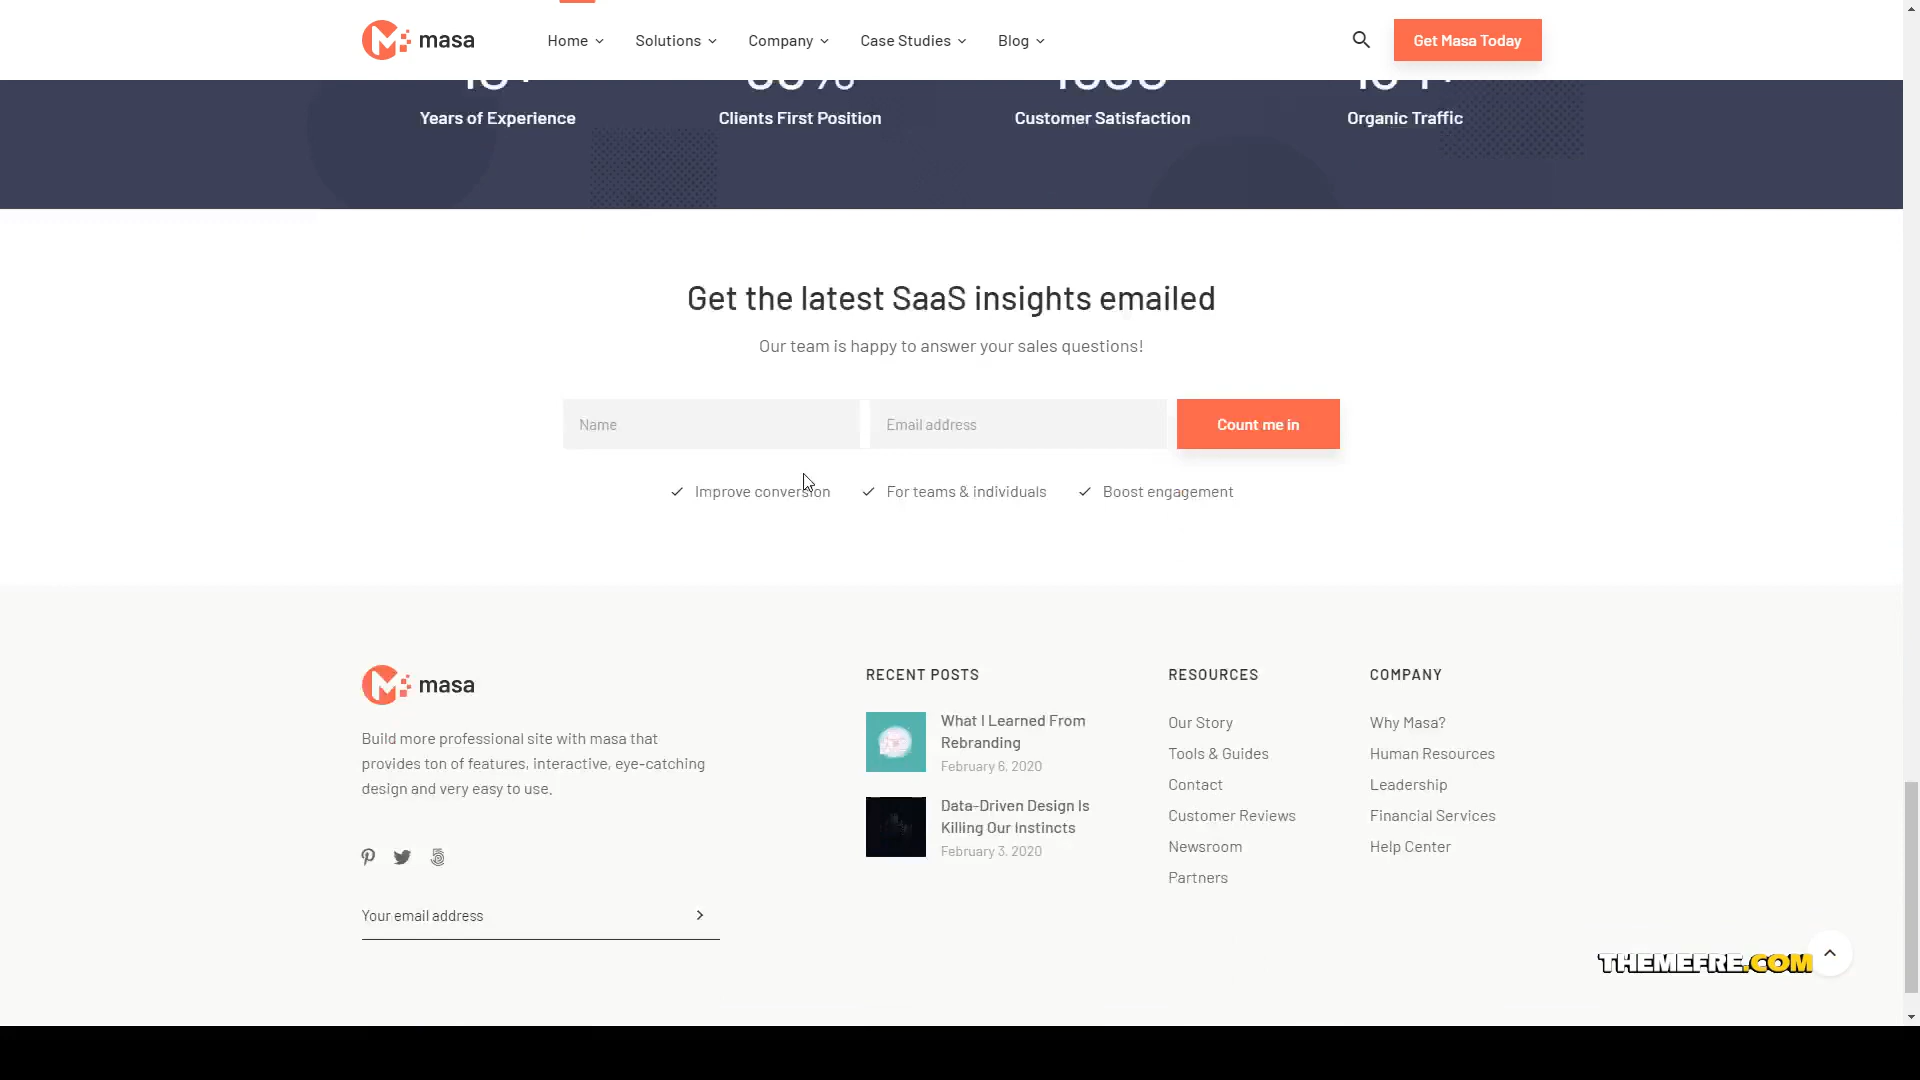 masa
Home
Solutions
Company
Case Studies
Blog
Get Masa Today
Years of Experience
Clients First Position
Customer Satisfaction
Organic Traffic
Get the latest SaaS insights emailed
Our team is happy to answer your sales questions!
Name
Email address
Count me in
Improve conversion
For teams & individuals
Boost engagement
masa
Build more professional site with masa that
provides ton of features, interactive, eye-catching
design and very easy to use.
Your email address
RECENT POSTS
What I Learned From
Rebranding
February 6, 2020
Data-Driven Design Is
Killing Our Instincts
February 3, 2020
RESOURCES
Our Story
Tools & Guides
Contact
Customer Reviews
Newsroom
Partners
COMPANY
Why Masa?
Human Resources
Leadership
Financial Services
Help Center
THEMEFRE.COM